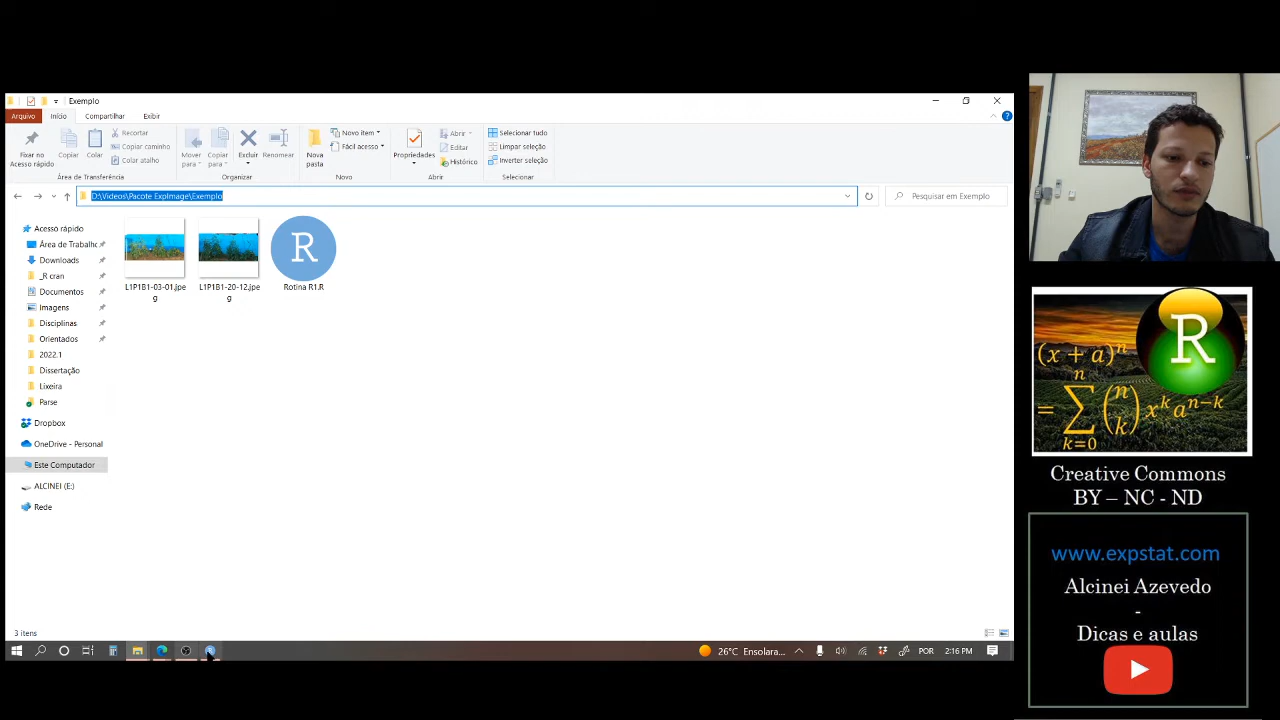 Exemplo
Arquivo Início Compartilhar Exibir
Fixar no Acesso rápido
Copiar
Colar
Recortar
Copiar caminho
Colar atalho
Área de Transferência
Mover para
Copiar para
Excluir
Renomear
Organizar
Nova pasta
Novo item
Fácil acesso
Novo
Propriedades
Abrir
Editar
Histórico
Abrir
Selecionar tudo
Limpar seleção
Inverter seleção
Selecionar
D:\Videos\Pacote ExpImage\Exemplo
Pesquisar em Exemplo
Acesso rápido
Área de Trabalho
Downloads
_R cran
Documentos
Imagens
Disciplinas
Orientados
2022.1
Dissertação
Lixeira
Parse
Dropbox
OneDrive - Personal
Este Computador
ALCINEI (E:)
Rede
L1P1B1-03-01.jpe
g
L1P1B1-20-12.jpe
g
Rotina R1.R
R
3 itens
26°C Ensolara...
POR
2:16 PM
R
(x + a)^n
= ∑ n k=0 (n k) x^k a^{n−k}
Creative Commons
BY – NC - ND
www.expstat.com
Alcinei Azevedo
-
Dicas e aulas